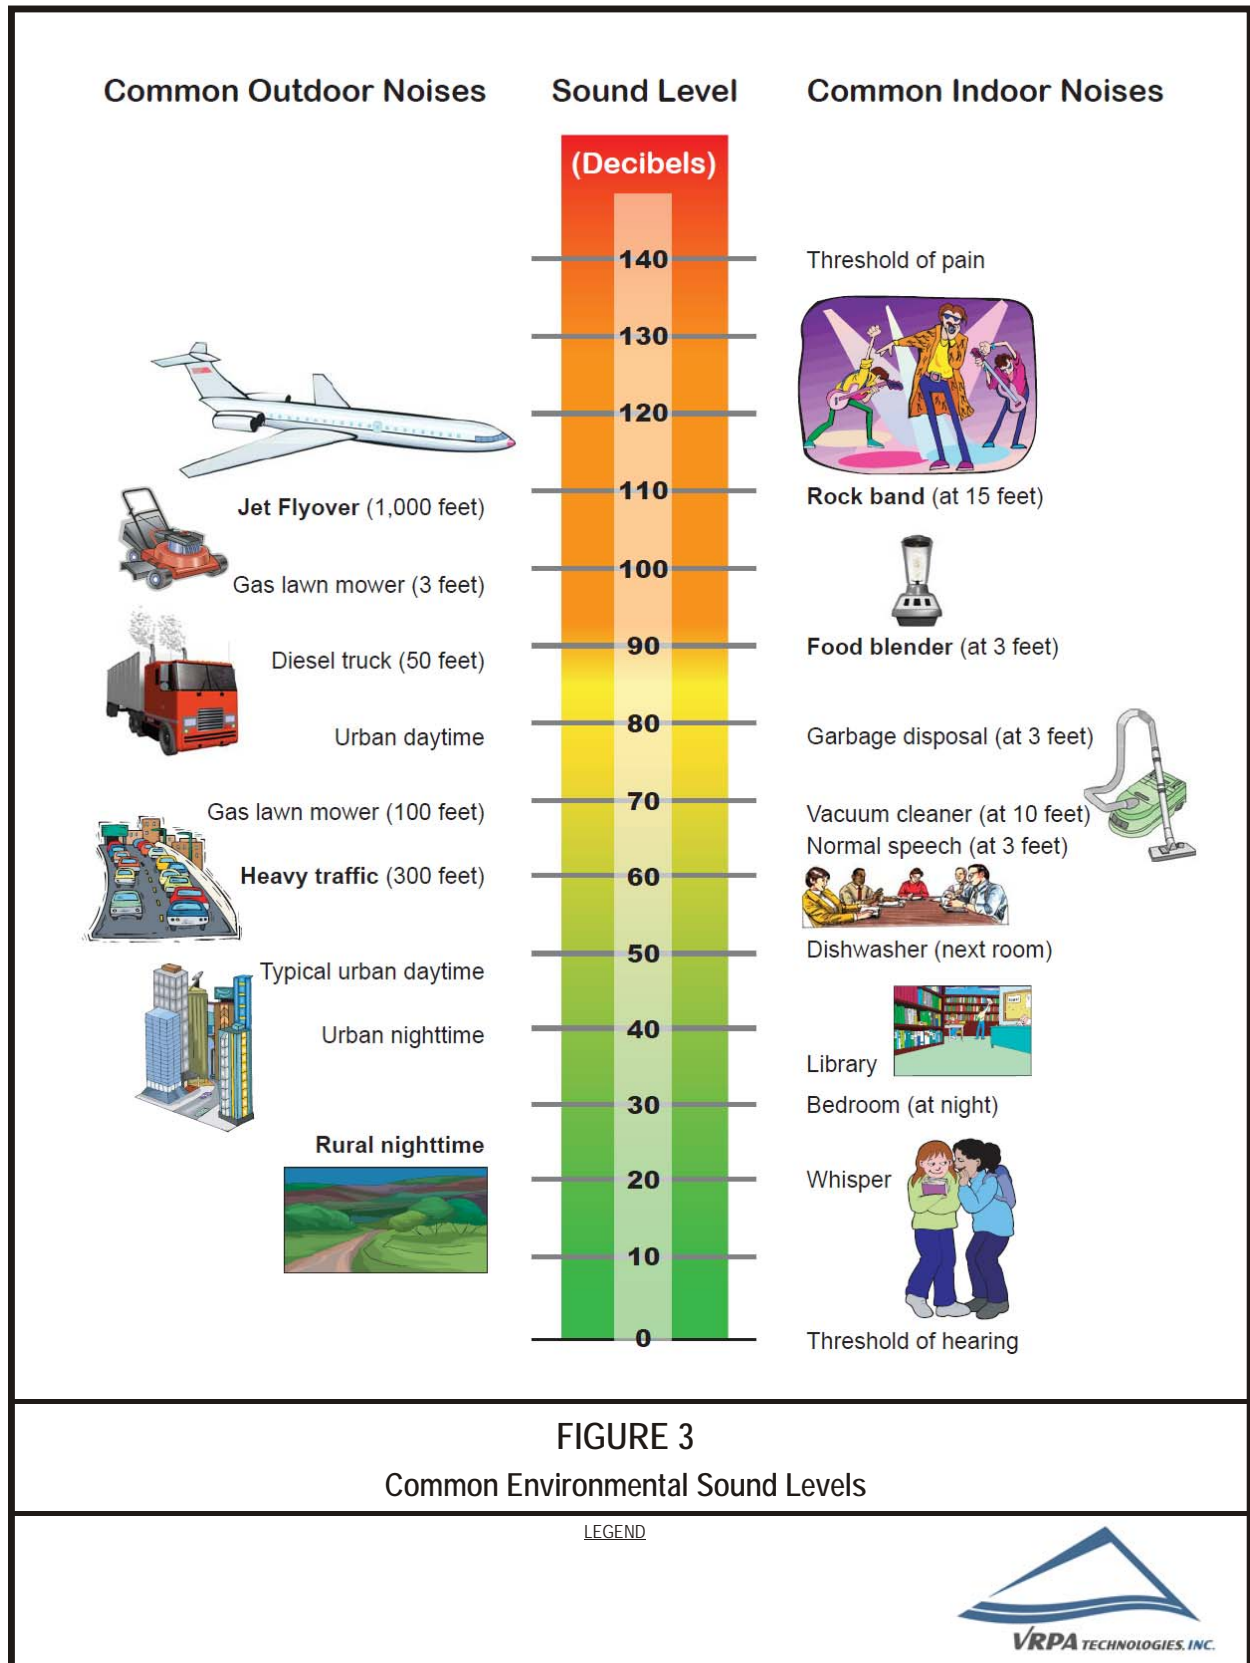 Common Outdoor Noises Sound Level Common Indoor Noises
(Decibels)
140 Threshold of pain
130
120
110 Rock band (at 15 feet)
Jet Flyover (1,000 feet)
100
Gas lawn mower (3 feet)
90 Food blender (at 3 feet)
Diesel truck (50 feet)
80 Garbage disposal (at 3 feet)
Urban daytime
70
Gas lawn mower (100 feet) Vacuum cleaner (at 10 feet)
Normal speech (at 3 feet)
Heavy traffic (300 feet) 60
50 Dishwasher (next room)
Typical urban daytime
40
Urban nighttime
Library
30 Bedroom (at night)
Rural nighttime
20 Whisper
10
0 Threshold of hearing
FIGURE 3
Common Environmental Sound Levels
LEGEND
VRPA TECHNOLOGIES, INC.